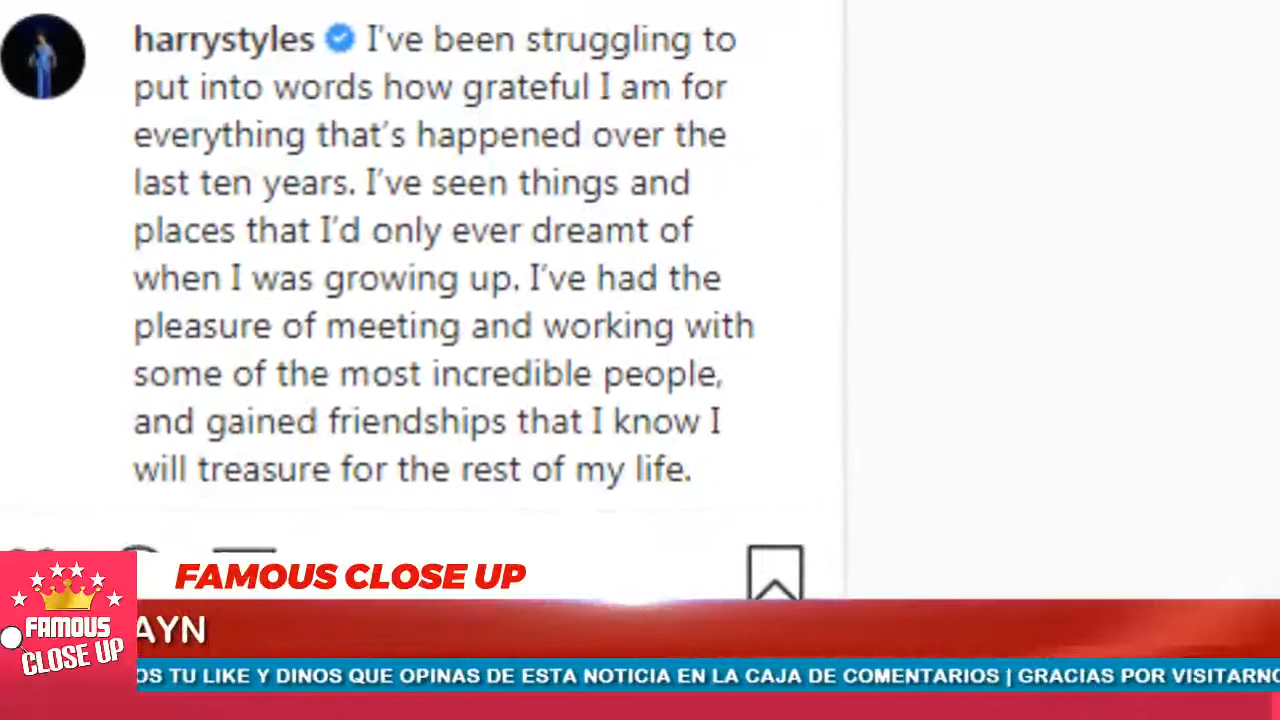 harrystyles I've been struggling to
put into words how grateful I am for
everything that's happened over the
last ten years. I've seen things and
places that I'd only ever dreamt of
when I was growing up. I've had the
pleasure of meeting and working with
some of the most incredible people,
and gained friendships that I know I
will treasure for the rest of my life.
FAMOUS CLOSE UP
FAMOUS
CLOSE UP
AYN
OS TU LIKE Y DINOS QUE OPINAS DE ESTA NOTICIA EN LA CAJA DE COMENTARIOS | GRACIAS POR VISITARNO